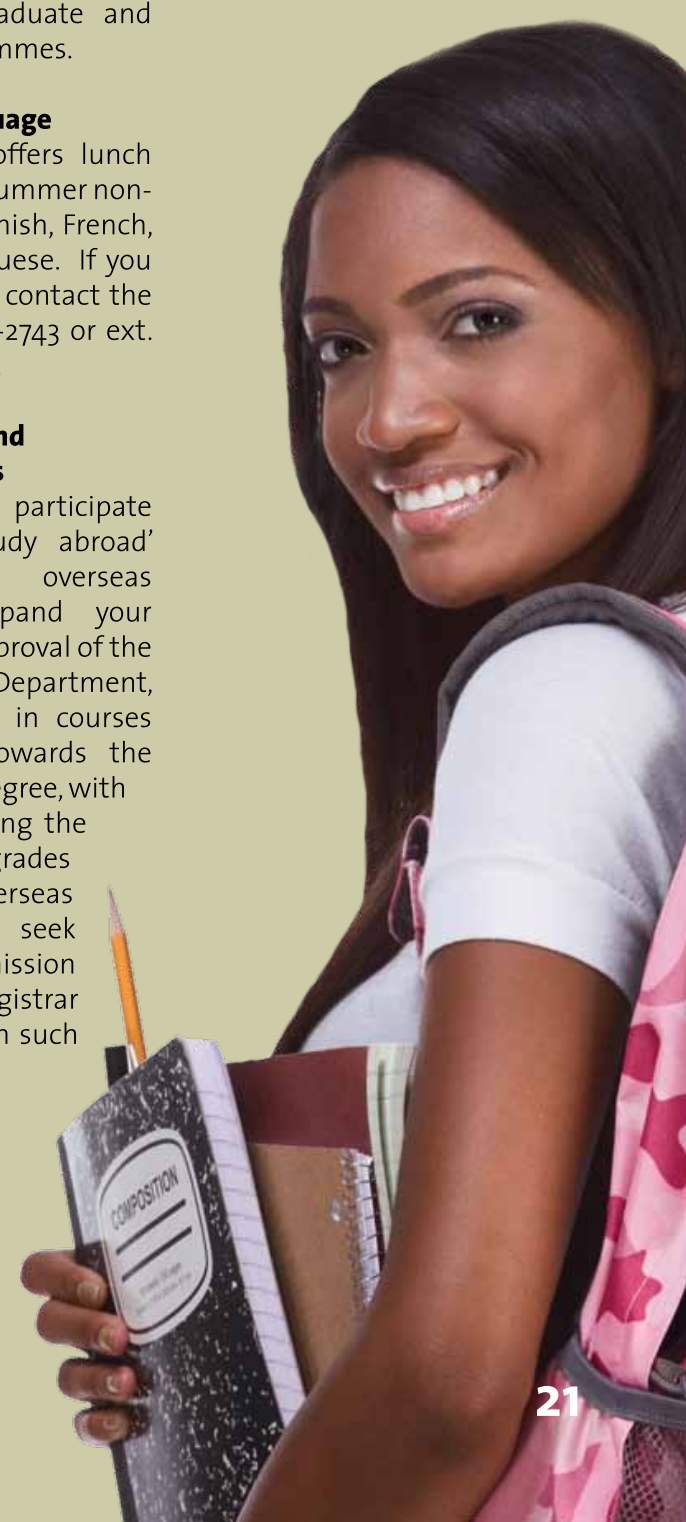 aduate and
mmes.
uage
offers lunch
ummer non-
nish, French,
uese. If you
contact the
-2743 or ext.
nd
s
participate
udy abroad’
overseas
pand your
proval of the
Department,
in courses
owards the
egree, with
ng the
grades
erseas
seek
nission
gistrar
n such
COMPOSITION
21